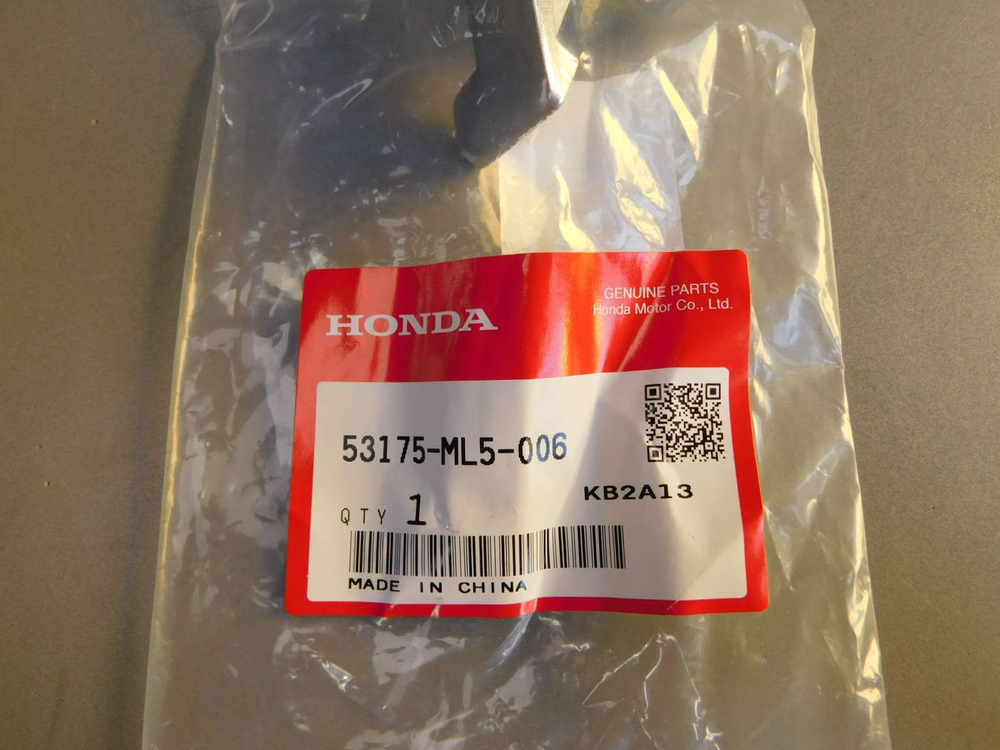 HONDA
GENUINE PARTS
Honda Motor Co., Ltd.
53175-ML5-006
KB2A13
QTY 1
MADE IN CHINA